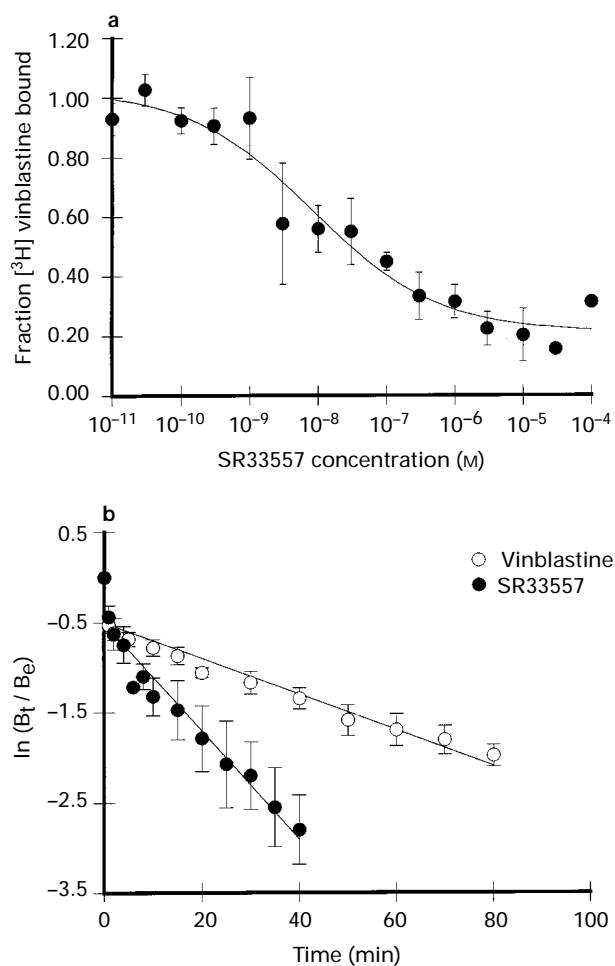 a
1.20
1.00
0.80
0.60
0.40
0.20
0.00
Fraction [³H] vinblastine bound
10⁻¹¹ 10⁻¹⁰ 10⁻⁹ 10⁻⁸ 10⁻⁷ 10⁻⁶ 10⁻⁵ 10⁻⁴
SR33557 concentration (M)
b
0.5
−0.5
−1.5
−2.5
−3.5
ln (Bt / Be)
Vinblastine
SR33557
0 20 40 60 80 100
Time (min)